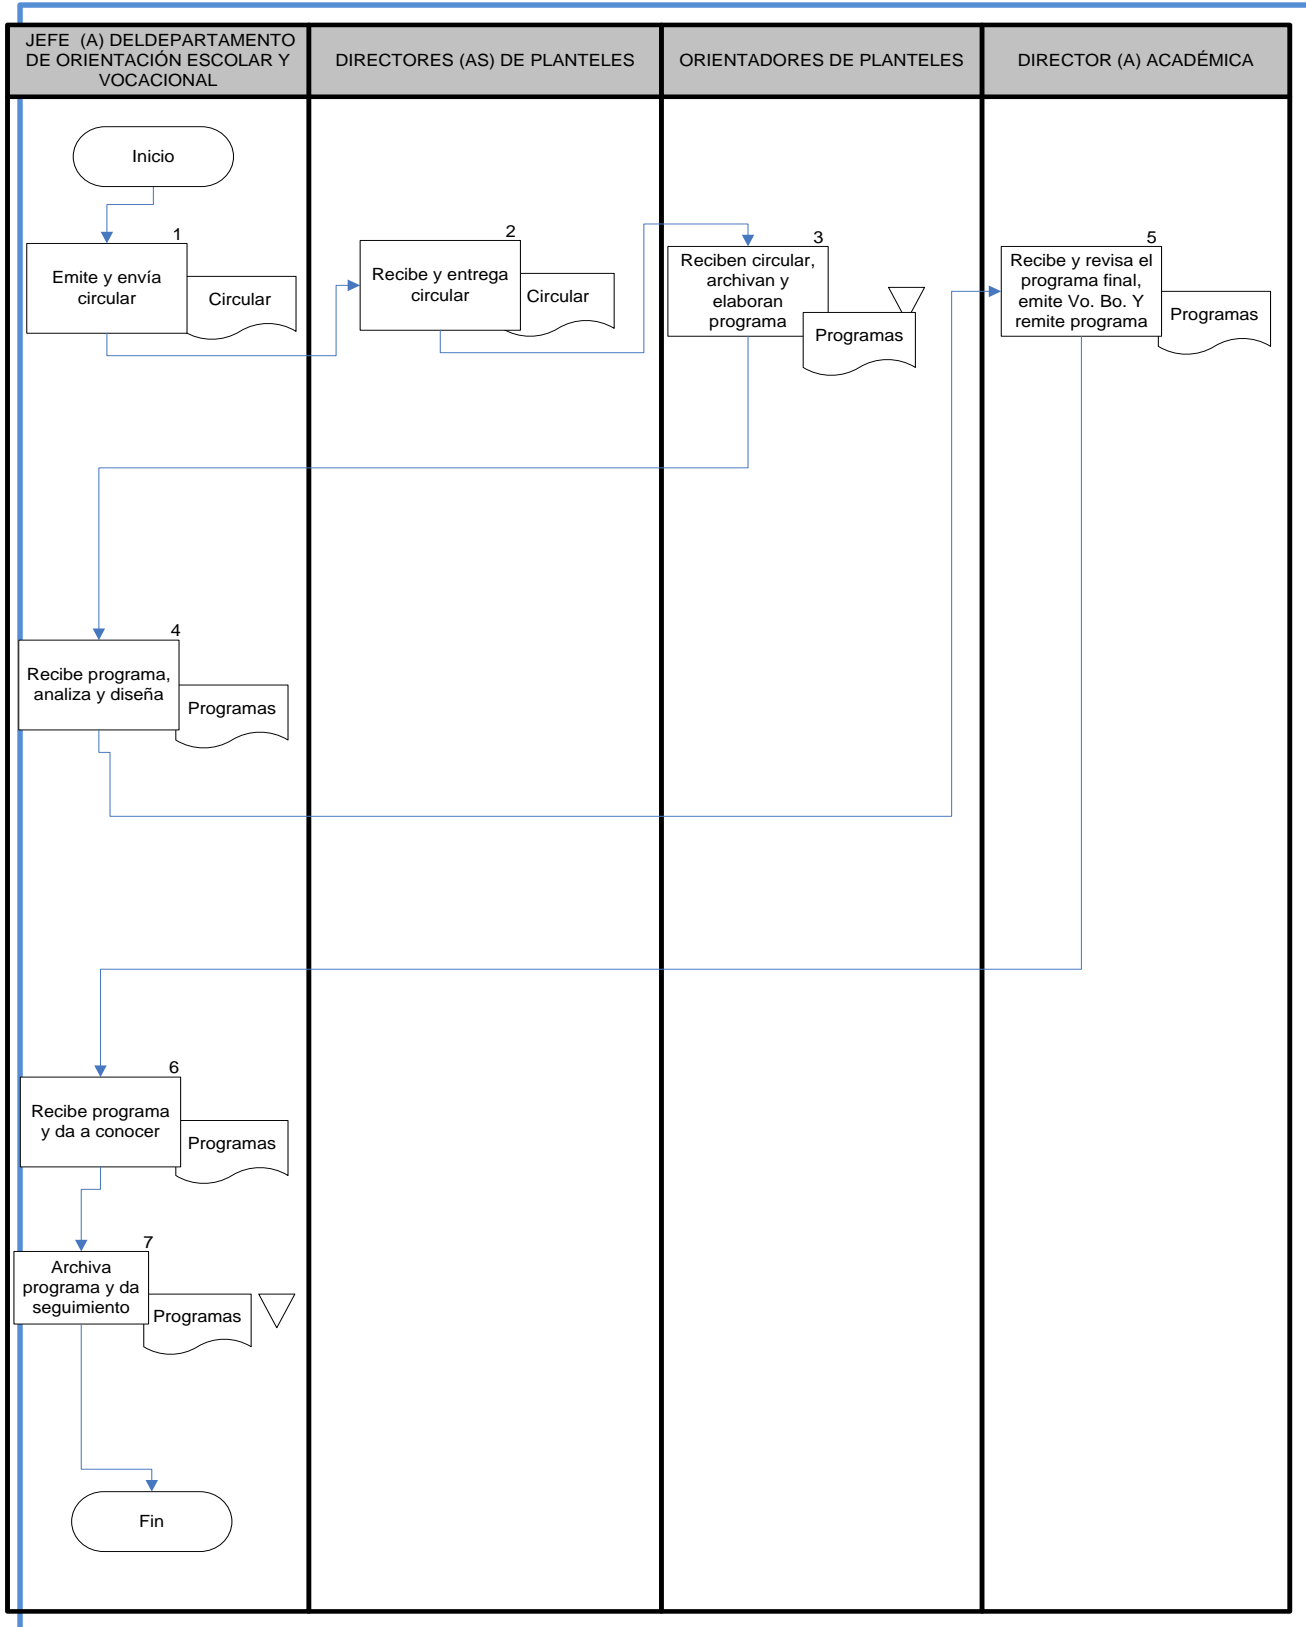 JEFE (A) DELDEPARTAMENTO
DE ORIENTACIÓN ESCOLAR Y
VOCACIONAL
DIRECTORES (AS) DE PLANTELES
ORIENTADORES DE PLANTELES
DIRECTOR (A) ACADÉMICA
Inicio
1
Emite y envía
circular
Circular
2
Recibe y entrega
circular
Circular
3
Reciben circular,
archivan y
elaboran
programa
Programas
5
Recibe y revisa el
programa final,
emite Vo. Bo. Y
remite programa
Programas
4
Recibe programa,
analiza y diseña
Programas
6
Recibe programa
y da a conocer
Programas
7
Archiva
programa y da
seguimiento
Programas
Fin